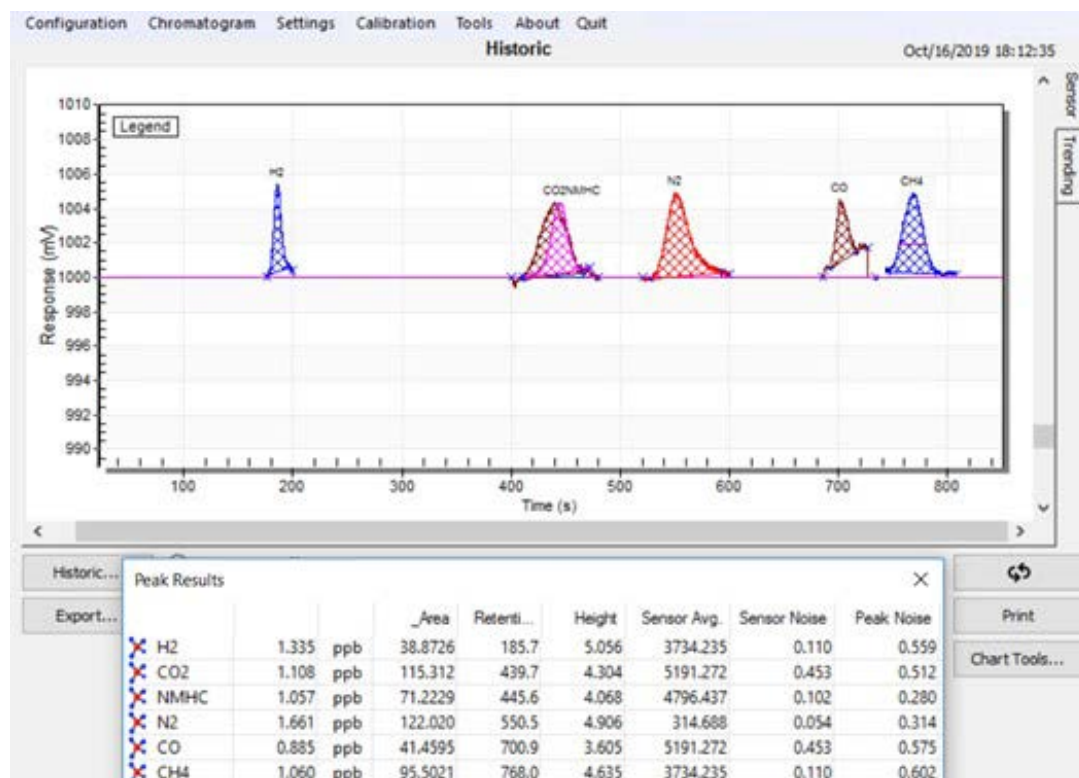 Configuration Chromatogram Settings Calibration Tools About Quit
Historic
Oct/16/2019 18:12:35
Sensor
Trending
1010
Legend
1008
1006
1004
1002
1000
998
996
994
992
990
Response (mV)
H2
CO2NMHC
N2
CO
CH4
100 200 300 400 500 600 700 800
Time (s)
Historic...
Export...
Print
Chart Tools...
Peak Results
_Area Retenti... Height Sensor Avg. Sensor Noise Peak Noise
H2 1.335 ppb 38.8726 185.7 5.056 3734.235 0.110 0.559
CO2 1.108 ppb 115.312 439.7 4.304 5191.272 0.453 0.512
NMHC 1.057 ppb 71.2229 445.6 4.068 4796.437 0.102 0.280
N2 1.661 ppb 122.020 550.5 4.906 314.688 0.054 0.314
CO 0.885 ppb 41.4595 700.9 3.605 5191.272 0.453 0.575
CH4 1.060 ppb 95.5021 768.0 4.635 3734.235 0.110 0.602